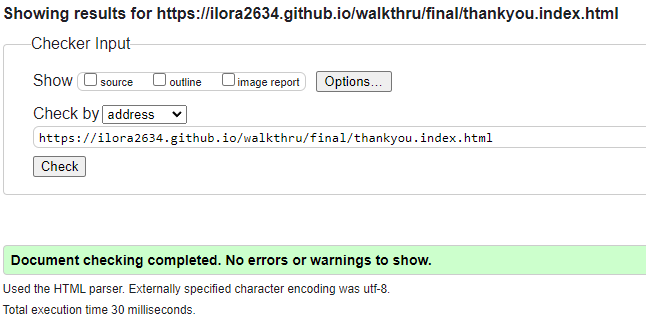 Showing results for https://ilora2634.github.io/walkthru/final/thankyou.index.html
Checker Input
Show source outline image report Options...
Check by address
https://ilora2634.github.io/walkthru/final/thankyou.index.html
Check
Document checking completed. No errors or warnings to show.
Used the HTML parser. Externally specified character encoding was utf-8.
Total execution time 30 milliseconds.